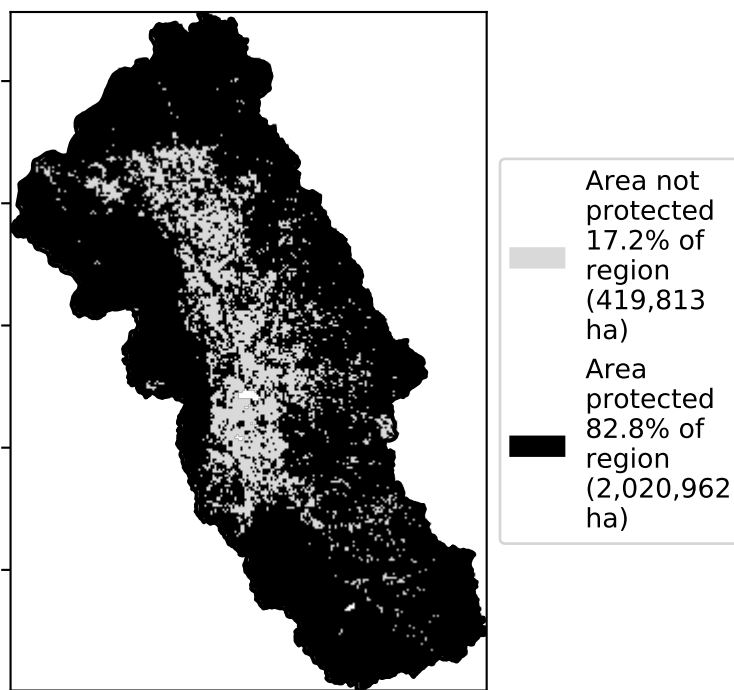 Area not
protected
17.2% of
region
(419,813
ha)
Area
protected
82.8% of
region
(2,020,962
ha)